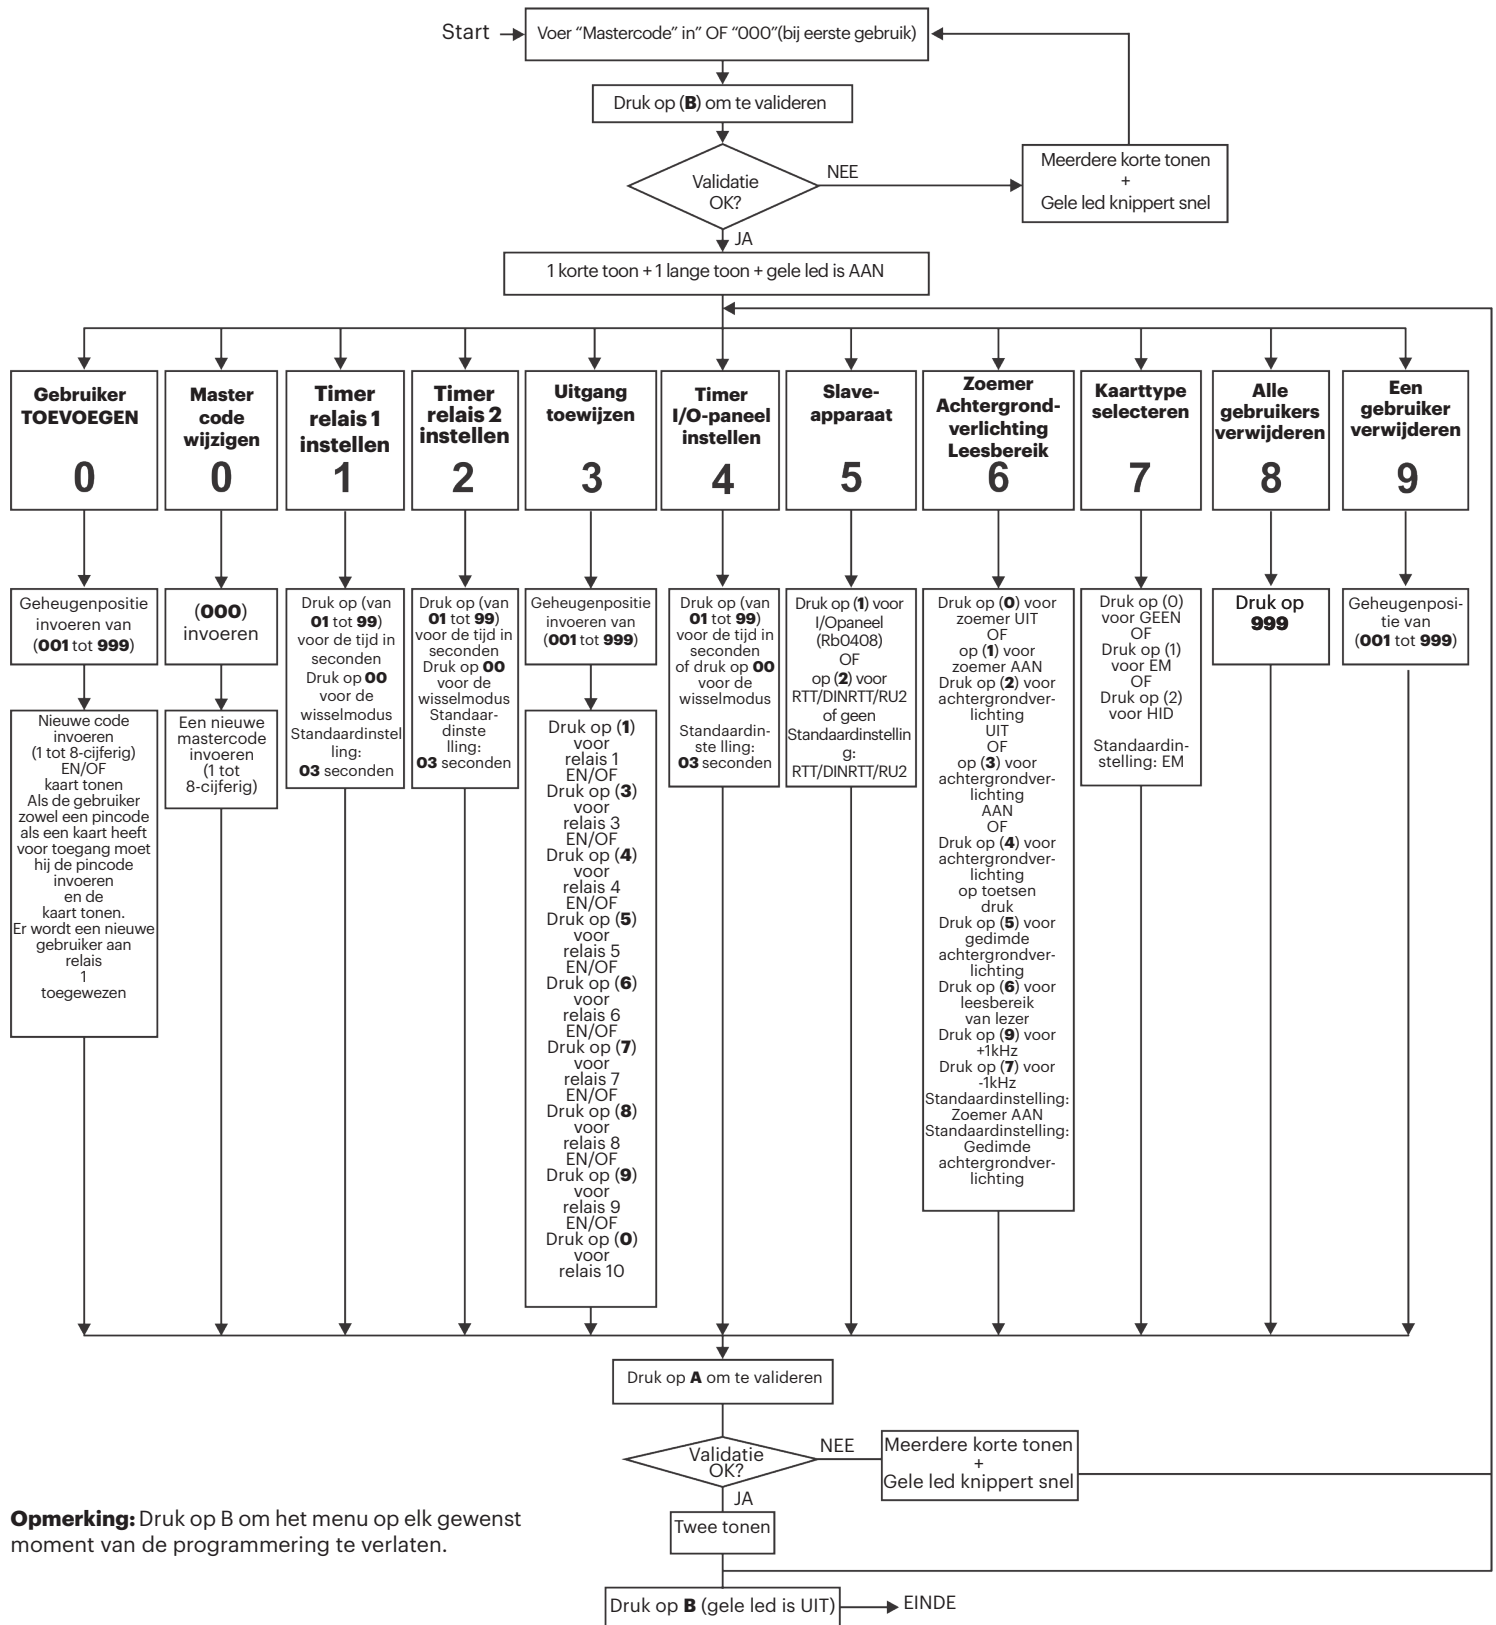 Start
Voer “Mastercode” in” OF “000”(bij eerste gebruik)
Druk op (B) om te valideren
Validatie
OK?
NEE
Meerdere korte tonen
+
Gele led knippert snel
JA
1 korte toon + 1 lange toon + gele led is AAN
Gebruiker
TOEVOEGEN
0
Master
code
wijzigen
0
Timer
relais 1
instellen
1
Timer
relais 2
instellen
2
Uitgang
toewijzen
3
Timer
I/O-paneel
instellen
4
Slave-
apparaat
5
Zoemer
Achtergrond-
verlichting
Leesbereik
6
Kaarttype
selecteren
7
Alle
gebruikers
verwijderen
8
Een
gebruiker
verwijderen
9
Geheugenpositie
invoeren van
(001 tot 999)
(000)
invoeren
Druk op (van
01 tot 99)
voor de tijd in
seconden
Druk op 00
voor de
wisselmodus
Standaardinstel
ling:
03 seconden
Druk op (van
01 tot 99)
voor de tijd in
seconden
Druk op 00
voor de
wisselmodus
Standaar-
dinste
lling:
03 seconden
Geheugenpositie
invoeren van
(001 tot 999)
Druk op (van
01 tot 99)
voor de tijd in
seconden
of druk op 00
voor de
wisselmodus
Standaardin-
ste lling:
03 seconden
Druk op (1) voor
I/Opaneel
(Rb0408)
OF
op (2) voor
RTT/DINRTT/RU2
of geen
Standaardinstellin
g:
RTT/DINRTT/RU2
Druk op (0) voor
zoemer UIT
OF
op (1) voor
zoemer AAN
Druk op (2) voor
achtergrondver-
lichting
UIT
OF
op (3) voor
achtergrondver-
lichting
AAN
OF
Druk op (4) voor
achtergrondver-
lichting
op toetsen
druk
Druk op (5) voor
gedimde
achtergrondver-
lichting
Druk op (6) voor
leesbereik
van lezer
Druk op (9) voor
+1kHz
Druk op (7) voor
-1kHz
Standaardinstelling:
Zoemer AAN
Standaardinstelling:
Gedimde
achtergrondver-
lichting
Druk op (0)
voor GEEN
OF
Druk op (1)
voor EM
OF
Druk op (2)
voor HID
Standaardin-
stelling: EM
Druk op
999
Geheugenposi-
tie van
(001 tot 999)
Nieuwe code
invoeren
(1 tot 8-cijferig)
EN/OF
kaart tonen
Als de gebruiker
zowel een pincode
als een kaart heeft
voor toegang moet
hij de pincode
invoeren
en de
kaart tonen.
Er wordt een nieuwe
gebruiker aan
relais
1
toegewezen
Een nieuwe
mastercode
invoeren
(1 tot
8-cijferig)
Druk op (1)
voor
relais 1
EN/OF
Druk op (3)
voor
relais 3
EN/OF
Druk op (4)
voor
relais 4
EN/OF
Druk op (5)
voor
relais 5
EN/OF
Druk op (6)
voor
relais 6
EN/OF
Druk op (7)
voor
relais 7
EN/OF
Druk op (8)
voor
relais 8
EN/OF
Druk op (9)
voor
relais 9
EN/OF
Druk op (0)
voor
relais 10
Druk op A om te valideren
Validatie
OK?
NEE
Meerdere korte tonen
+
Gele led knippert snel
JA
Twee tonen
Opmerking: Druk op B om het menu op elk gewenst
moment van de programmering te verlaten.
Druk op B (gele led is UIT)
EINDE